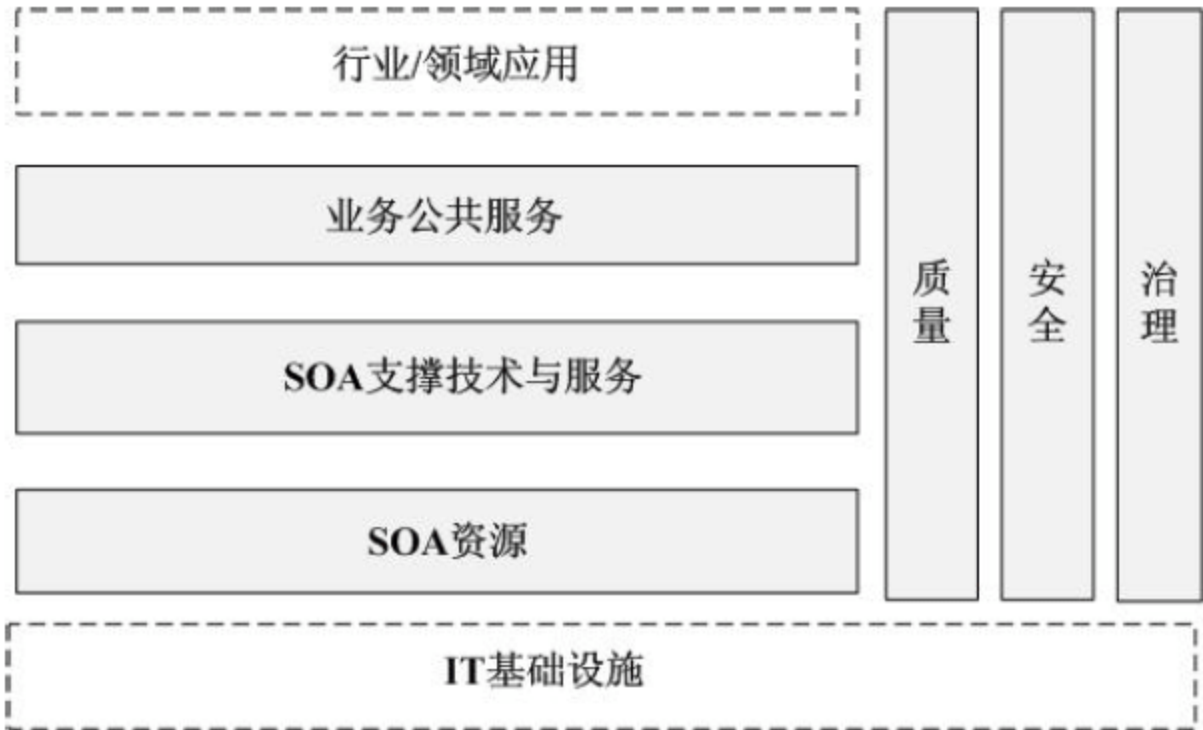 行业/领域应用
业务公共服务
SOA支撑技术与服务
SOA资源
IT基础设施
质
量
安
全
治
理